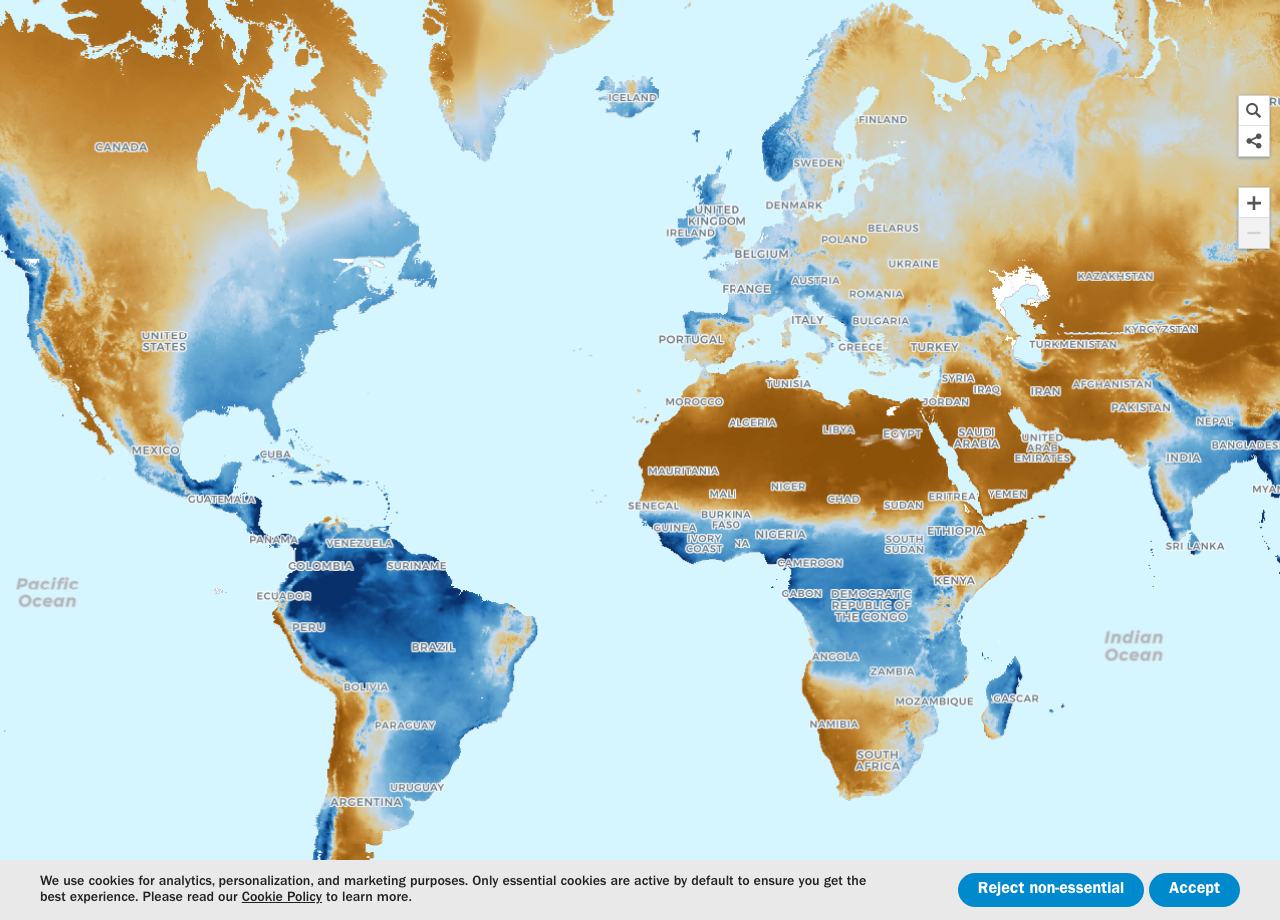 ICELAND
FINLAND
CANADA
SWEDEN
DENMARK
UNITED
KINGDOM
IRELAND
BELARUS
POLAND
BELGIUM
UKRAINE
KAZAKHSTAN
AUSTRIA
FRANCE
ROMANIA
ITALY
BULGARIA
KYRGYZSTAN
UNITED
STATES
PORTUGAL
GREECE
TURKEY
TURKMENISTAN
TUNISIA
SYRIA
IRAQ
IRAN
AFGHANISTAN
MOROCCO
JORDAN
PAKISTAN
ALGERIA
LIBYA
EGYPT
SAUDI
ARABIA
UNITED
ARAB
EMIRATES
NEPAL
BANGLADES
MEXICO
CUBA
INDIA
MAURITANIA
NIGER
MALI
CHAD
SUDAN
ERITREA
YEMEN
MYAN
GUATEMALA
SENEGAL
BURKINA
FASO
GUINEA
IVORY
COAST
NA
NIGERIA
ETHIOPIA
SOUTH
SUDAN
PANAMA
VENEZUELA
SRI LANKA
COLOMBIA
SURINAME
CAMEROON
KENYA
ECUADOR
GABON
DEMOCRATIC
REPUBLIC OF
THE CONGO
Pacific
Ocean
PERU
BRAZIL
Indian
Ocean
ANGOLA
ZAMBIA
BOLIVIA
MOZAMBIQUE
GASCAR
PARAGUAY
NAMIBIA
SOUTH
AFRICA
URUGUAY
ARGENTINA
We use cookies for analytics, personalization, and marketing purposes. Only essential cookies are active by default to ensure you get the
best experience. Please read our Cookie Policy to learn more.
Reject non-essential
Accept